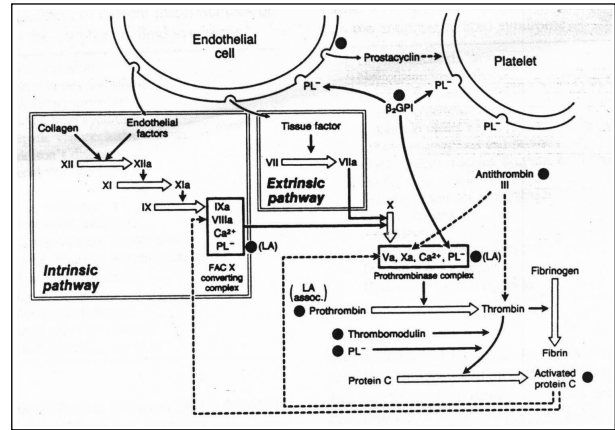 Endothelial
cell
Prostacyclin
Platelet
PL⁻
PL⁻
β₂GPI
PL⁻
Collagen
Endothelial
factors
Tissue factor
XII
XIIa
VII
VIIa
Extrinsic
pathway
XI
XIa
IX
IXa
VIIIa
Ca²⁺
PL⁻
(LA)
FAC X
converting
complex
Intrinsic
pathway
X
Antithrombin
III
Va, Xa, Ca²⁺, PL⁻
(LA)
Prothrombinase complex
Fibrinogen
(LA
assoc.)
Prothrombin
Thrombin
Thrombomodulin
PL⁻
Fibrin
Protein C
Activated
protein C